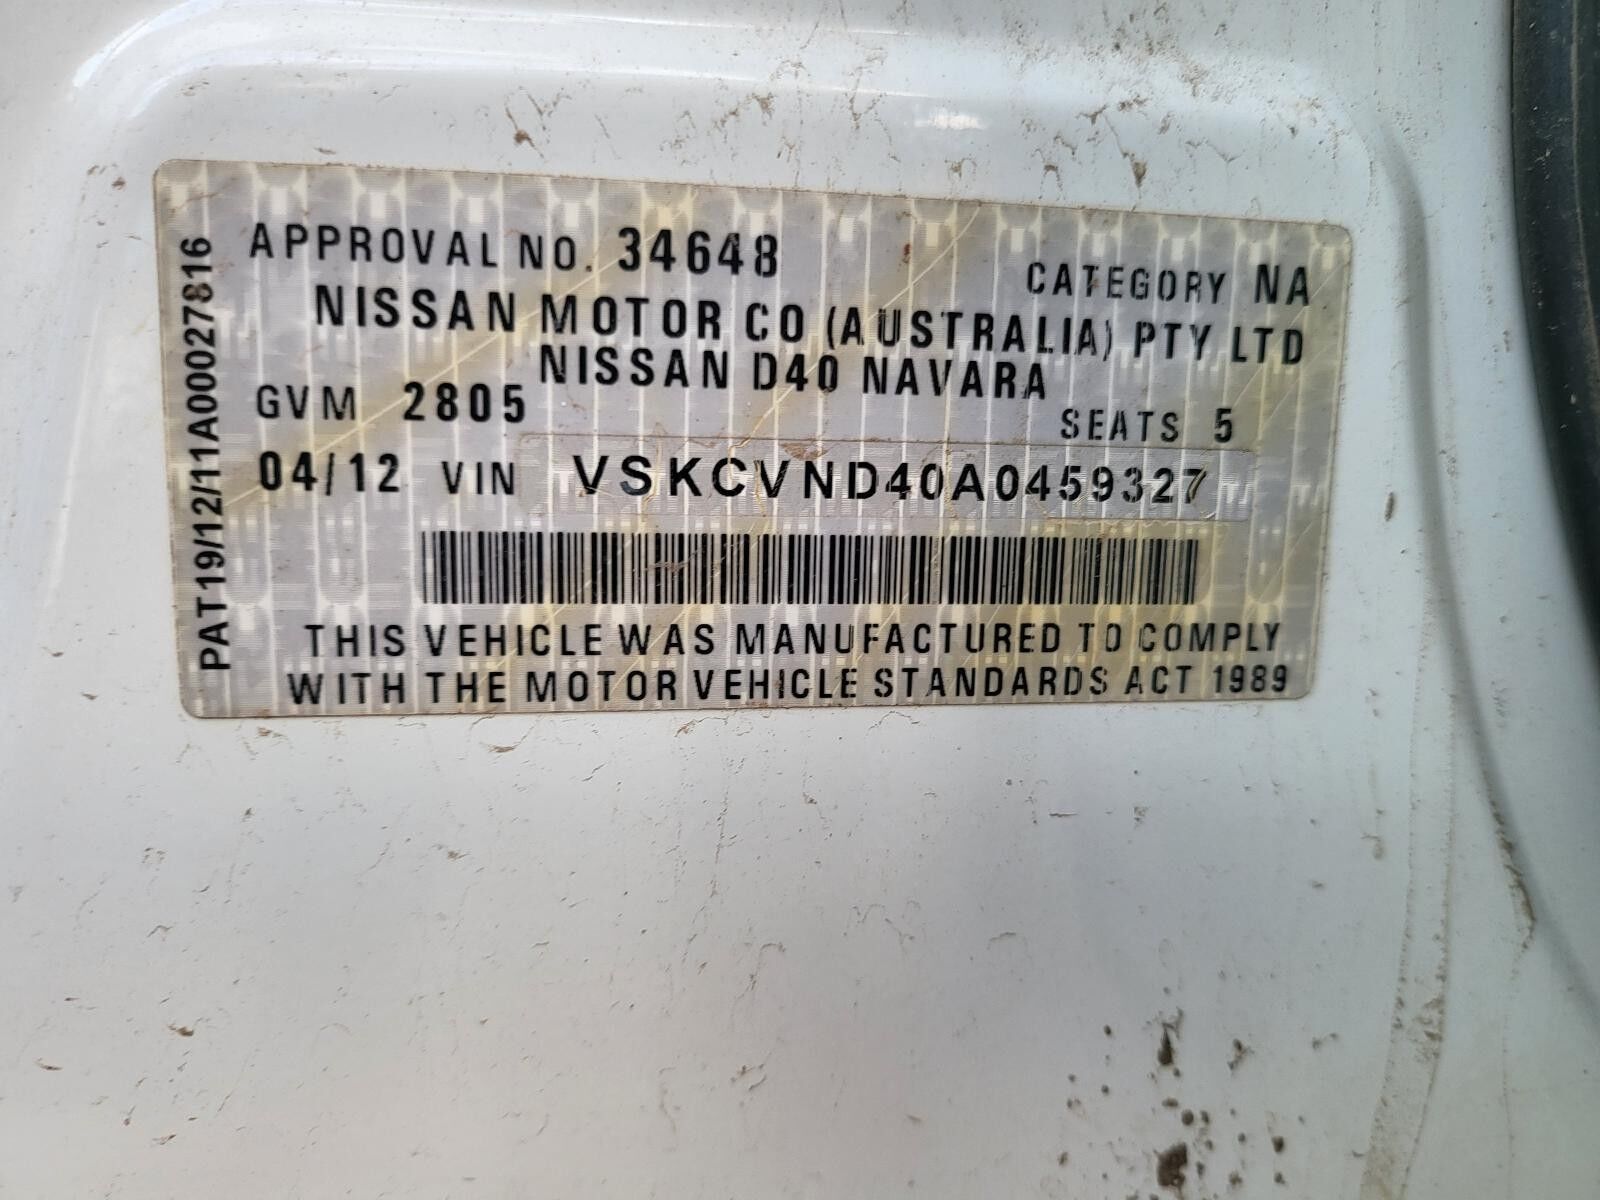 APPROVAL NO. 34648 CATEGORY NA
NISSAN MOTOR CO (AUSTRALIA) PTY LTD
NISSAN D40 NAVARA
GVM 2805 SEATS 5
04/12 VIN VSKCVND40A0459327
THIS VEHICLE WAS MANUFACTURED TO COMPLY
WITH THE MOTOR VEHICLE STANDARDS ACT 1989
PAT19/12/11A00027816